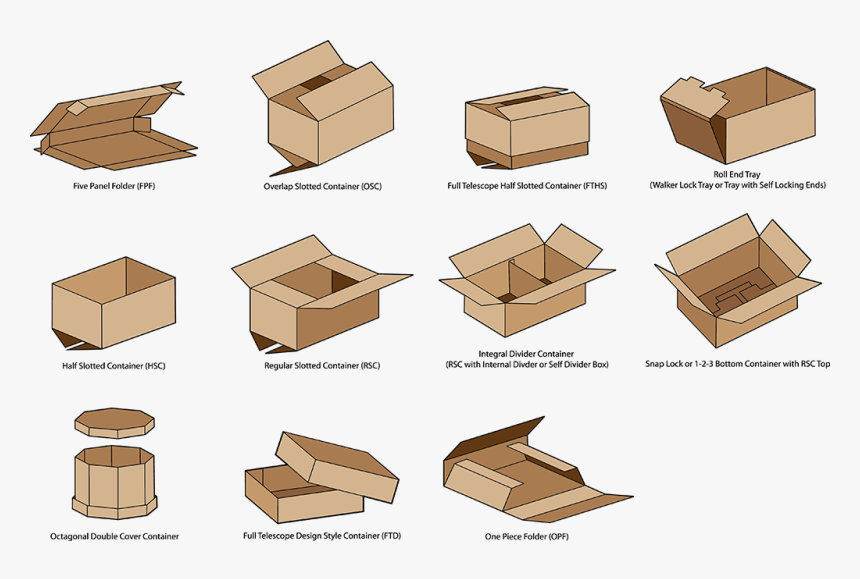 Five Panel Folder (FPF)
Overlap Slotted Container (OSC)
Full Telescope Half Slotted Container (FTHS)
Roll End Tray
(Walker Lock Tray or Tray with Self Locking Ends)
Half Slotted Container (HSC)
Regular Slotted Container (RSC)
Integral Divider Container
(RSC with Internal Divder or Self Divider Box)
Snap Lock or 1-2-3 Bottom Container with RSC Top
Octagonal Double Cover Container
Full Telescope Design Style Container (FTD)
One Piece Folder (OPF)